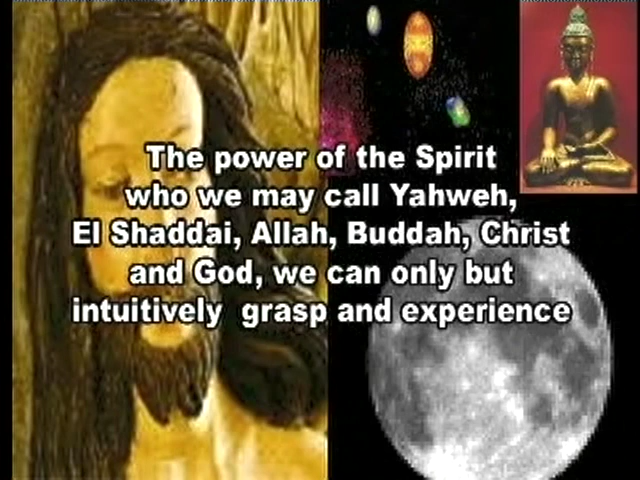 The power of the Spirit
who we may call Yahweh,
El Shaddai, Allah, Buddah, Christ
and God, we can only but
intuitively grasp and experience